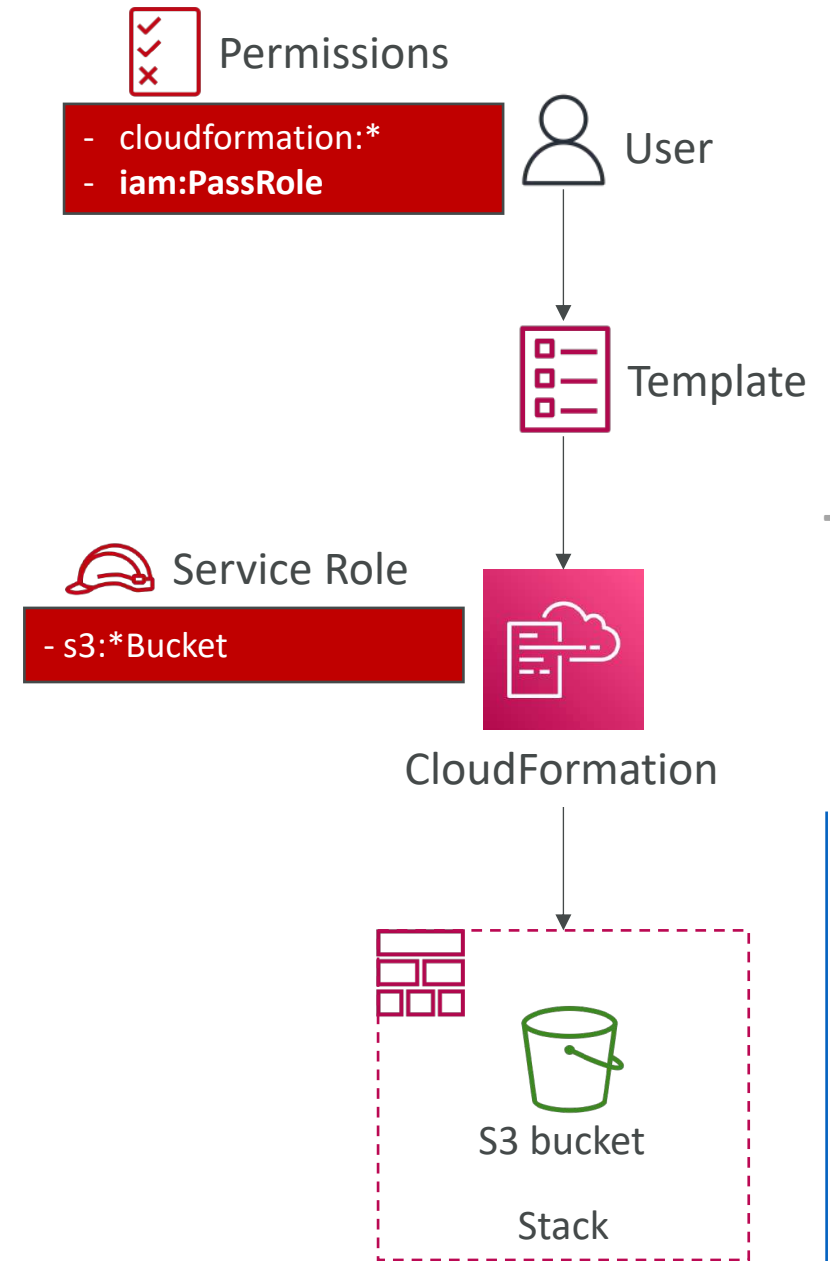 Permissions
- cloudformation:*
- iam:PassRole
User
Template
Service Role
- s3:*Bucket
CloudFormation
S3 bucket
Stack